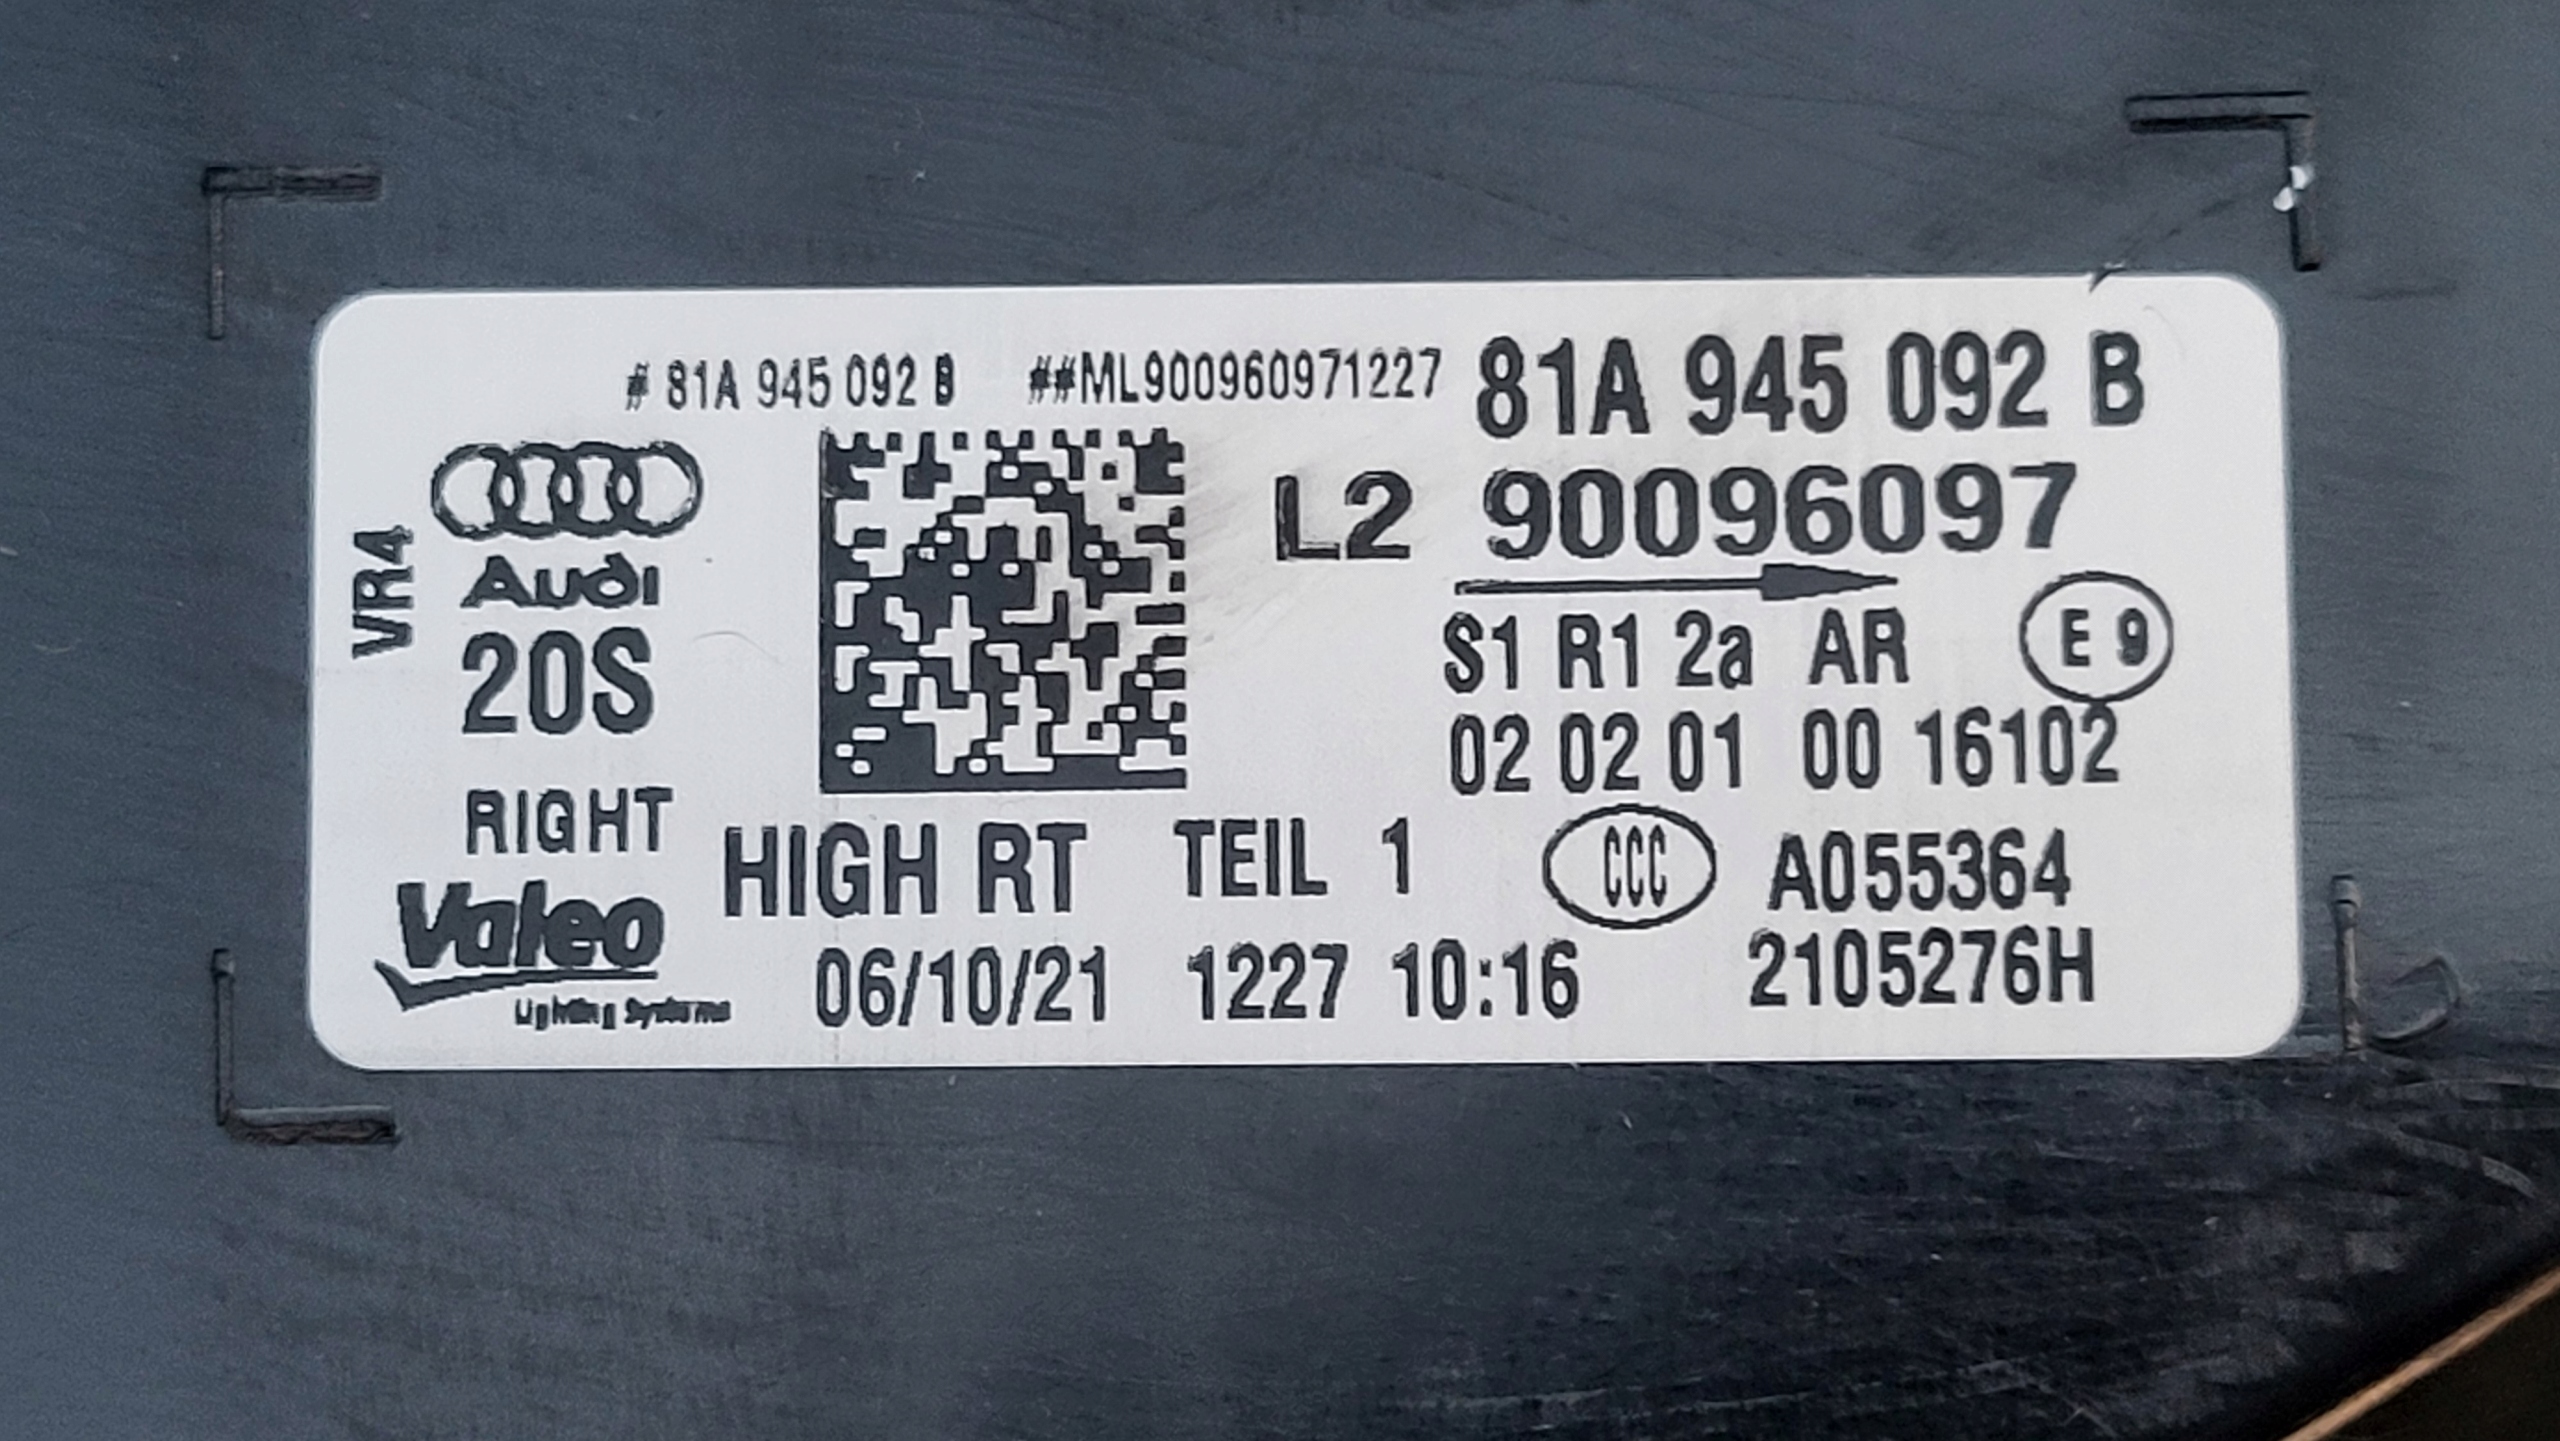 # 81A 945 092 B ##ML900960971227 81A 945 092 B
L2 90096097
VR4
Audi
20S
S1 R1 2a AR E 9
02 02 01 00 16102
RIGHT
HIGH RT TEIL 1 CCC A055364
Valeo
Lighting Systems
06/10/21 1227 10:16 2105276H